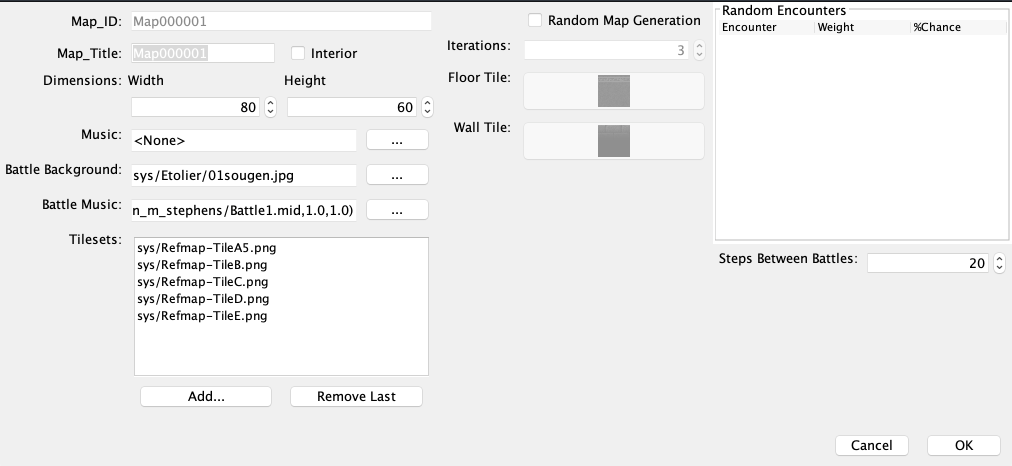 Map_ID: Map000001
Map_Title: Map000001 Interior
Dimensions: Width Height
80 60
Music: <None> ...
Battle Background: sys/Etolier/01sougen.jpg ...
Battle Music: n_m_stephens/Battle1.mid,1.0,1.0) ...
Tilesets:
sys/Refmap-TileA5.png
sys/Refmap-TileB.png
sys/Refmap-TileC.png
sys/Refmap-TileD.png
sys/Refmap-TileE.png
Add... Remove Last
Random Map Generation
Iterations: 3
Floor Tile:
Wall Tile:
Random Encounters
Encounter Weight %Chance
Steps Between Battles: 20
Cancel OK